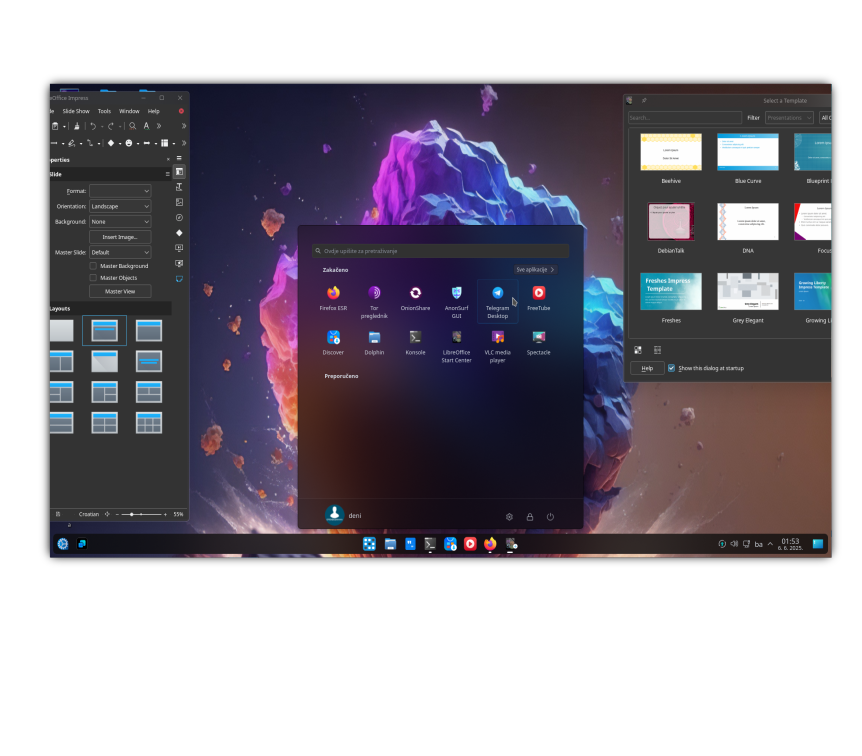 eOffice Impress
de Slide Show Tools Window Help
perties
Slide
Format:
Orientation: Landscape
Background: None
Insert Image...
Master Slide: Default
Master Background
Master Objects
Master View
Layouts
Croatian
55%
Ovdje upišite za pretraživanje
Zakačeno
Sve aplikacije
Firefox ESR
Tor
preglednik
OnionShare
AnonSurf
GUI
Telegram
Desktop
FreeTube
Discover
Dolphin
Konsole
LibreOffice
Start Center
VLC media
player
Spectacle
Preporučeno
deni
Select a Template
Search...
Filter Presentations All C
Beehive
Blue Curve
Blueprint
DebianTalk
DNA
Focus
Freshes Impress
Template
Growing Liberty
Impress Template
Freshes
Grey Elegant
Growing Li
Help
Show this dialog at startup
ba
01:53
6. 6. 2025.